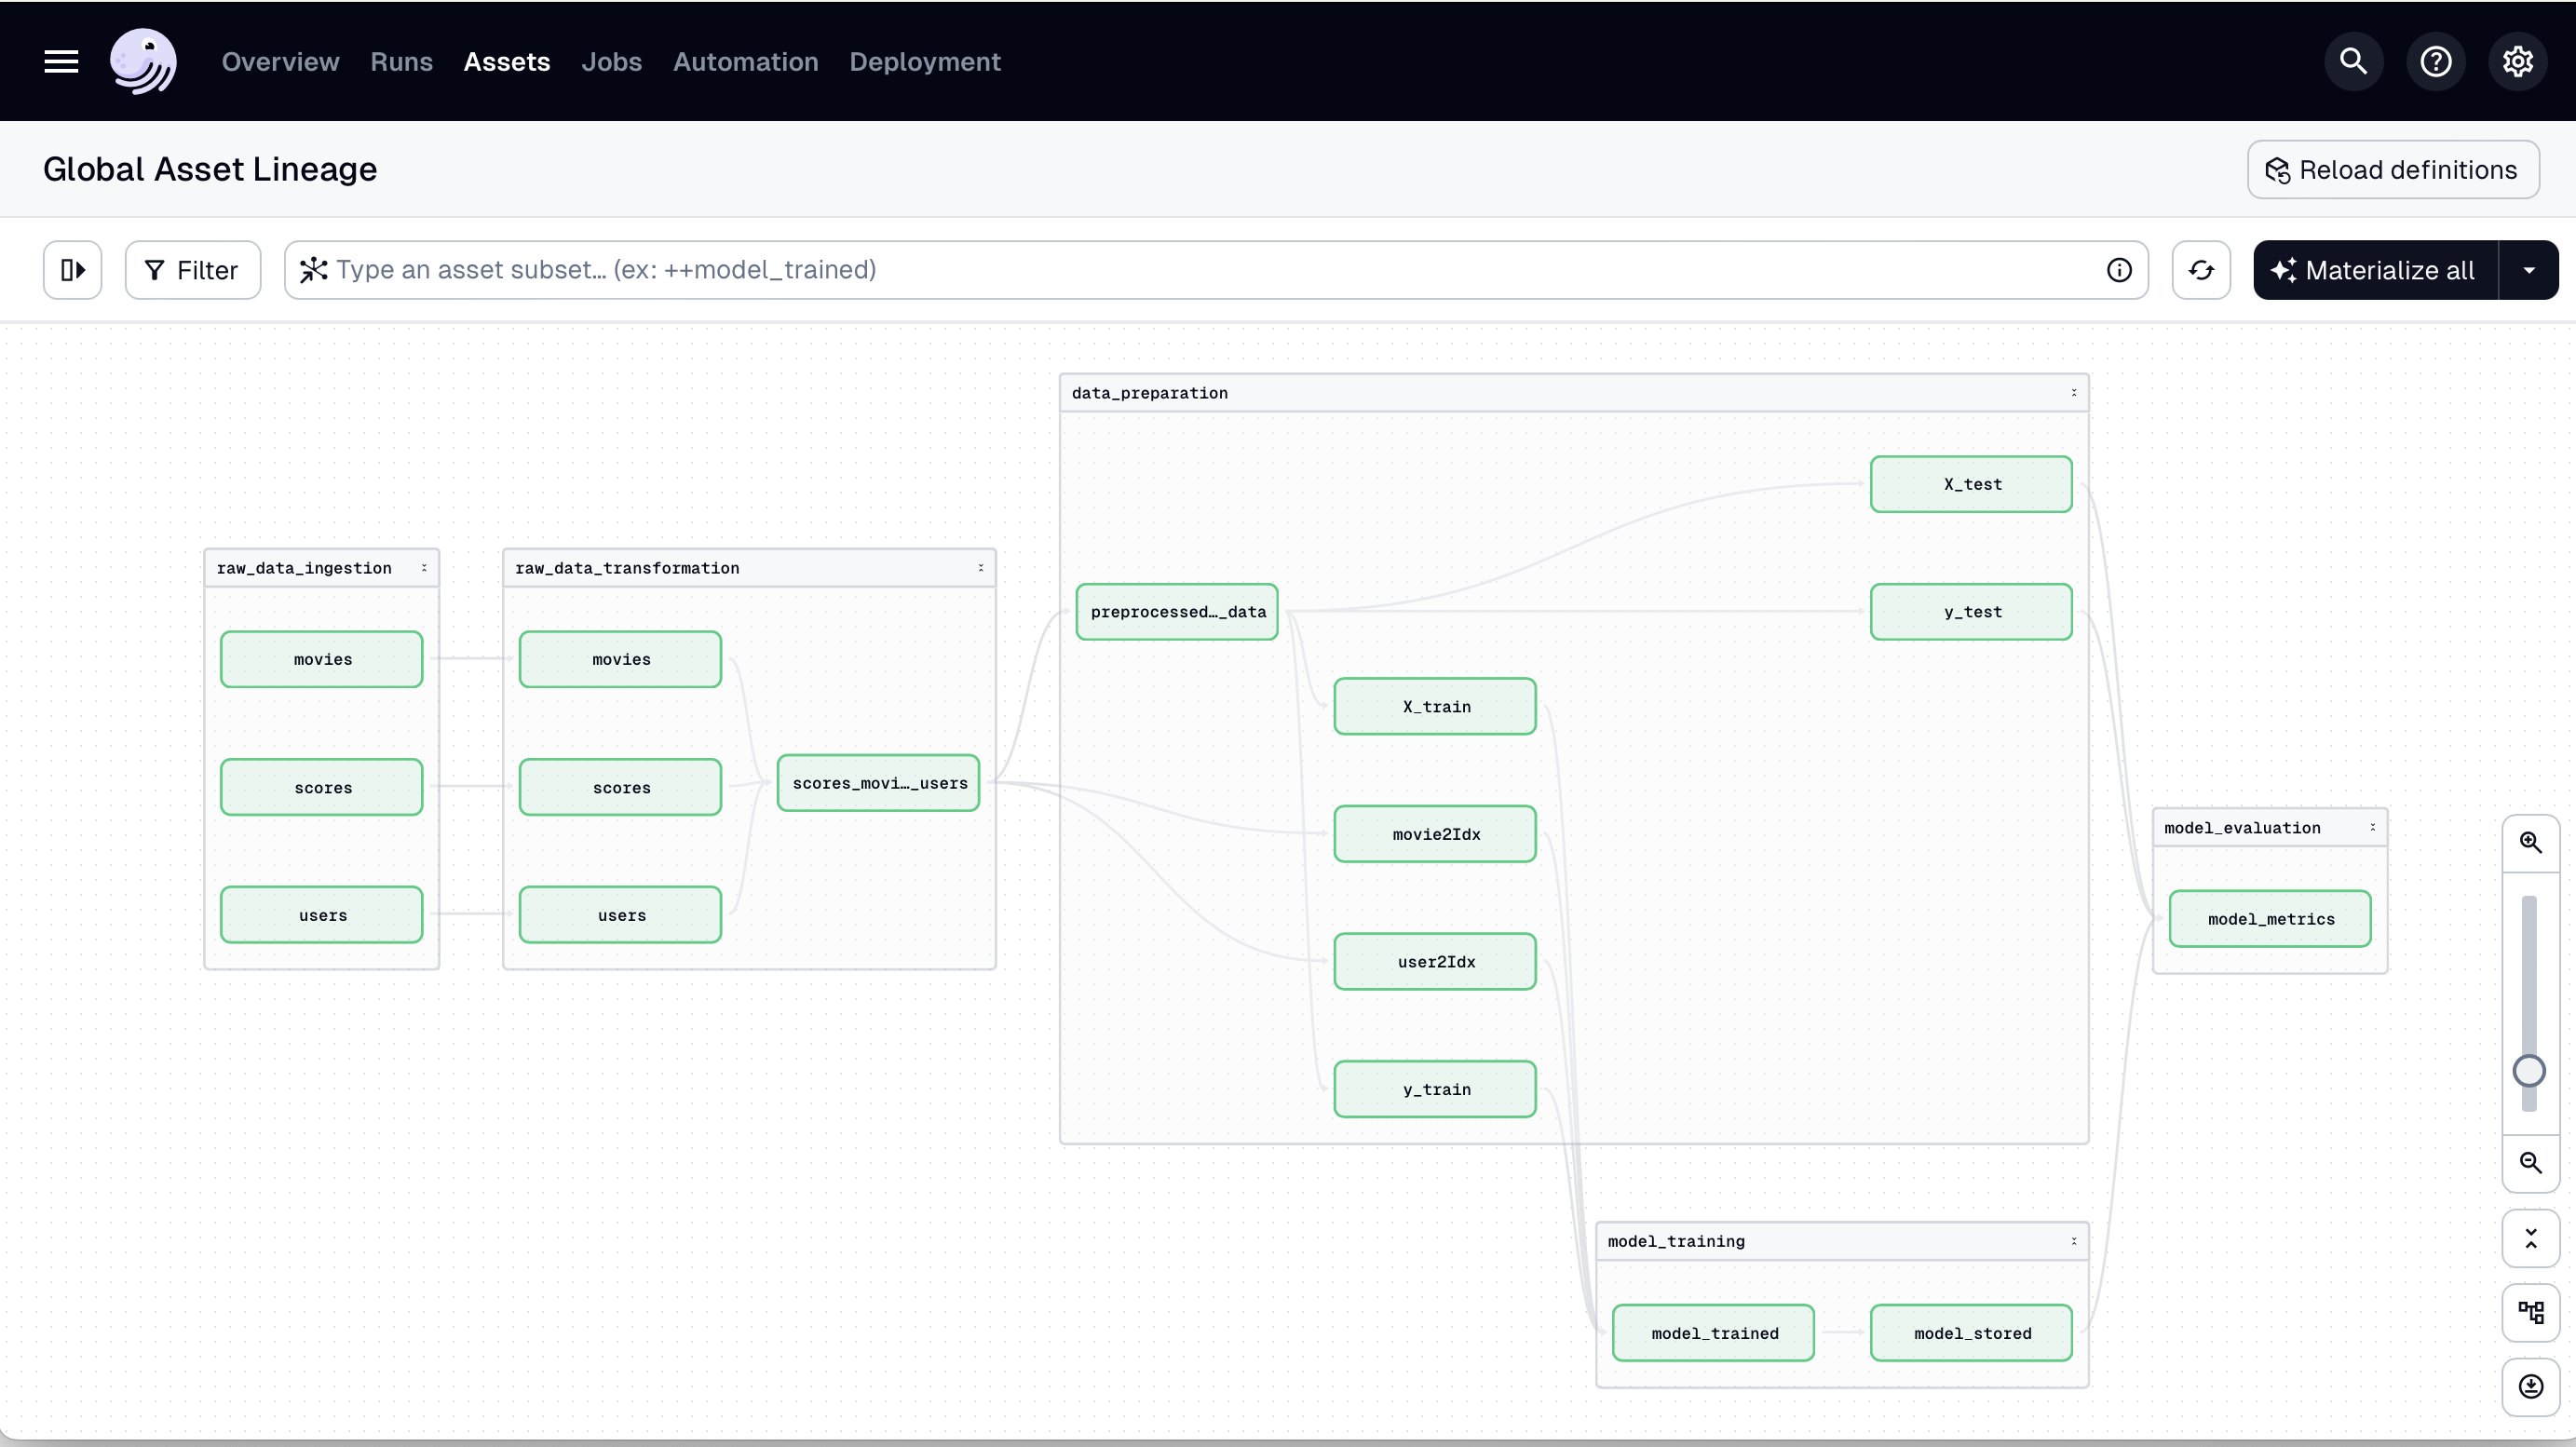 Overview Runs Assets Jobs Automation Deployment
Global Asset Lineage
Reload definitions
Filter
Type an asset subset… (ex: ++model_trained)
Materialize all
raw_data_ingestion
movies
scores
users
raw_data_transformation
movies
scores
users
scores_movi…_users
data_preparation
preprocessed…_data
X_test
y_test
X_train
movie2Idx
user2Idx
y_train
model_training
model_trained
model_stored
model_evaluation
model_metrics